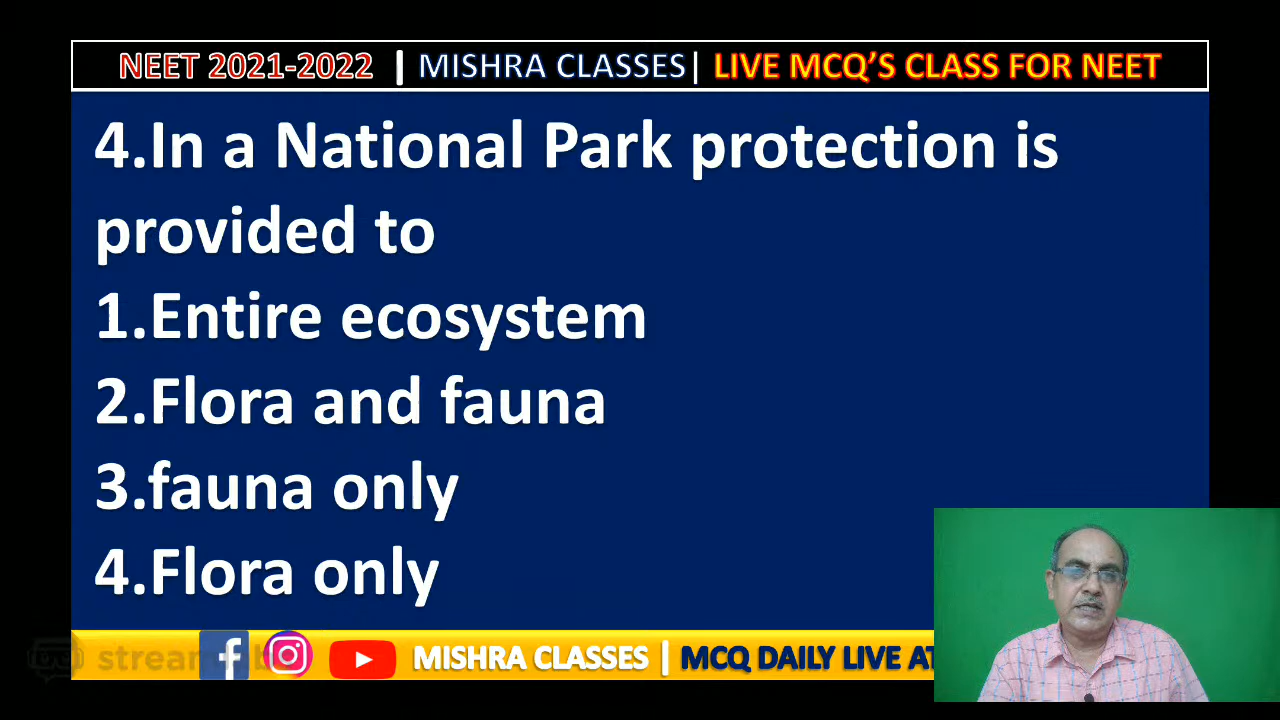 NEET 2021-2022 | MISHRA CLASSES | LIVE MCQ’S CLASS FOR NEET
4.In a National Park protection is
provided to
1.Entire ecosystem
2.Flora and fauna
3.fauna only
4.Flora only
MISHRA CLASSES | MCQ DAILY LIVE AT